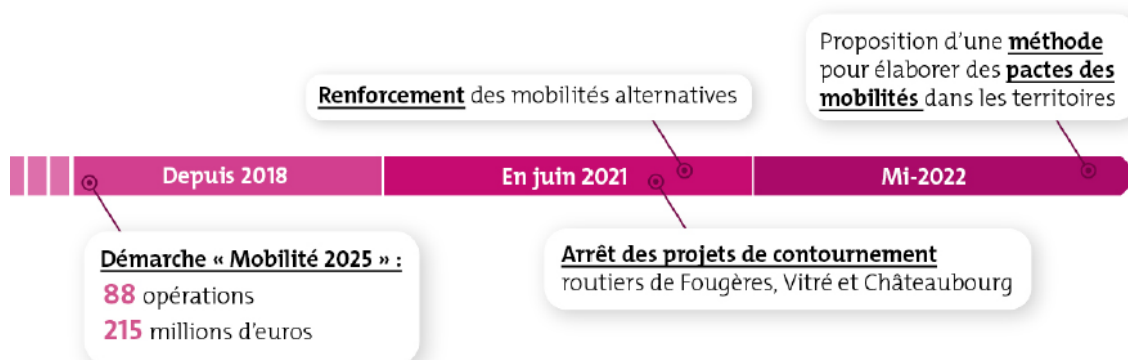 Proposition d’une méthode
pour élaborer des pactes des
mobilités dans les territoires
Renforcement des mobilités alternatives
Depuis 2018
En juin 2021
Mi-2022
Démarche « Mobilité 2025 » :
88 opérations
215 millions d'euros
Arrêt des projets de contournement
routiers de Fougères, Vitré et Châteaubourg